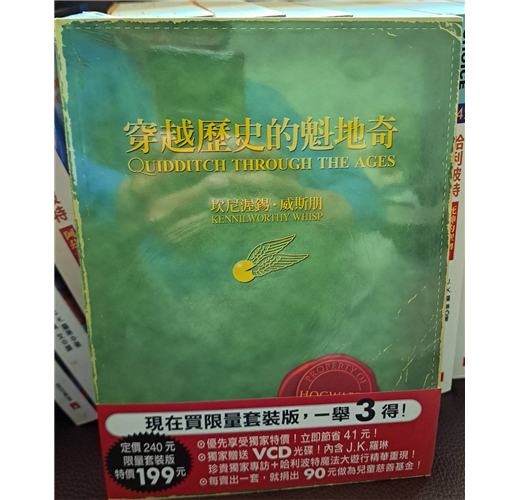 穿越歷史的魁地奇
QUIDDITCH THROUGH THE AGES
坎尼渥錫·威斯朋
KENNILWORTHY WHISP
PROPERTY OF
HOGWARTS
現在買限量套裝版，一舉3得！
定價240元
限量套裝版
特價199元
優先享受獨家特價！立即節省41元！
獨家贈送VCD光碟！內含J.K.羅琳
珍貴獨家專訪+哈利波特魔法大遊行精華重現！
每賣出一套，就捐出90元做為兒童慈善基金！
哈利波特
J.K.羅琳